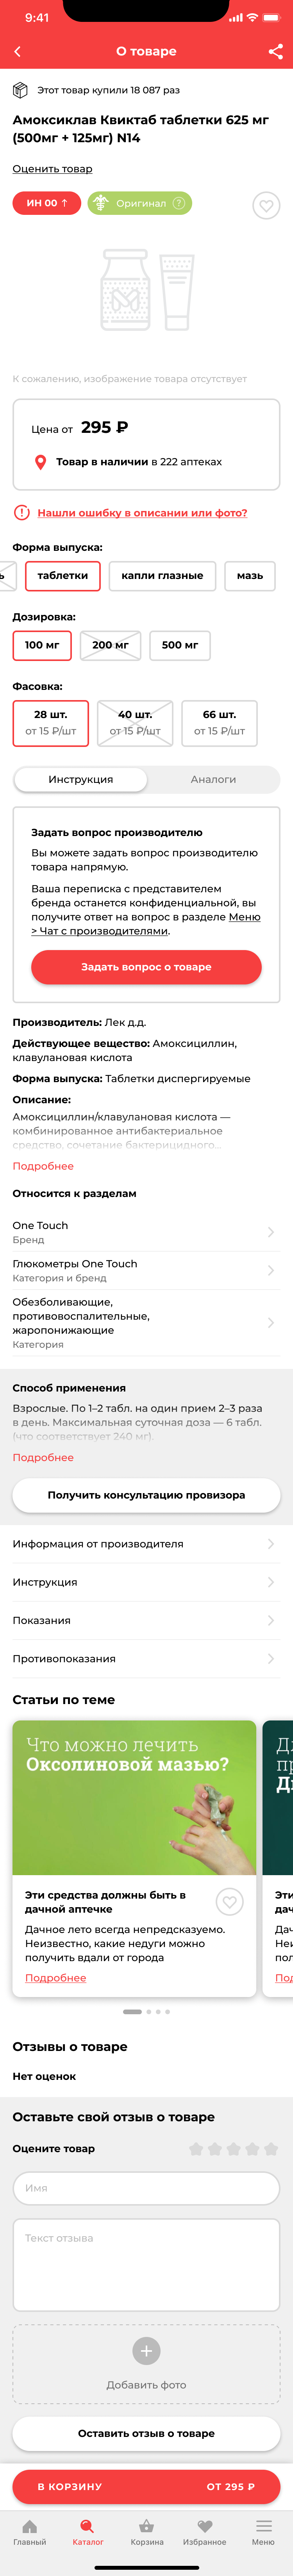 9:41
О товаре
Этот товар купили 18 087 раз
Амоксиклав Квиктаб таблетки 625 мг
(500мг + 125мг) N14
Оценить товар
ИН 00 ↑
Оригинал ?
К сожалению, изображение товара отсутствует
Цена от 295 ₽
Товар в наличии в 222 аптеках
Нашли ошибку в описании или фото?
Форма выпуска:
ь таблетки капли глазные мазь
Дозировка:
100 мг 200 мг 500 мг
Фасовка:
28 шт. 40 шт. 66 шт.
от 15 ₽/шт от 15 ₽/шт от 15 ₽/шт
Инструкция Аналоги
Задать вопрос производителю
Вы можете задать вопрос производителю
товара напрямую.
Ваша переписка с представителем
бренда останется конфиденциальной, вы
получите ответ на вопрос в разделе Меню
> Чат с производителями.
Задать вопрос о товаре
Производитель: Лек д.д.
Действующее вещество: Амоксициллин,
клавулановая кислота
Форма выпуска: Таблетки диспергируемые
Описание:
Амоксициллин/клавулановая кислота —
комбинированное антибактериальное
средство, сочетание бактерицидного...
Подробнее
Относится к разделам
One Touch
Бренд
Глюкометры One Touch
Категория и бренд
Обезболивающие,
противовоспалительные,
жаропонижающие
Категория
Способ применения
Взрослые. По 1–2 табл. на один прием 2–3 раза
в день. Максимальная суточная доза — 6 табл.
(что соответствует 240 мг).
Подробнее
Получить консультацию провизора
Информация от производителя
Инструкция
Показания
Противопоказания
Статьи по теме
Что можно лечить
Оксолиновой мазью?
Эти средства должны быть в
дачной аптечке
Дачное лето всегда непредсказуемо.
Неизвестно, какие недуги можно
получить вдали от города
Подробнее
Отзывы о товаре
Нет оценок
Оставьте свой отзыв о товаре
Оцените товар
Имя
Текст отзыва
Добавить фото
Оставить отзыв о товаре
В КОРЗИНУ ОТ 295 ₽
Главный Каталог Корзина Избранное Меню